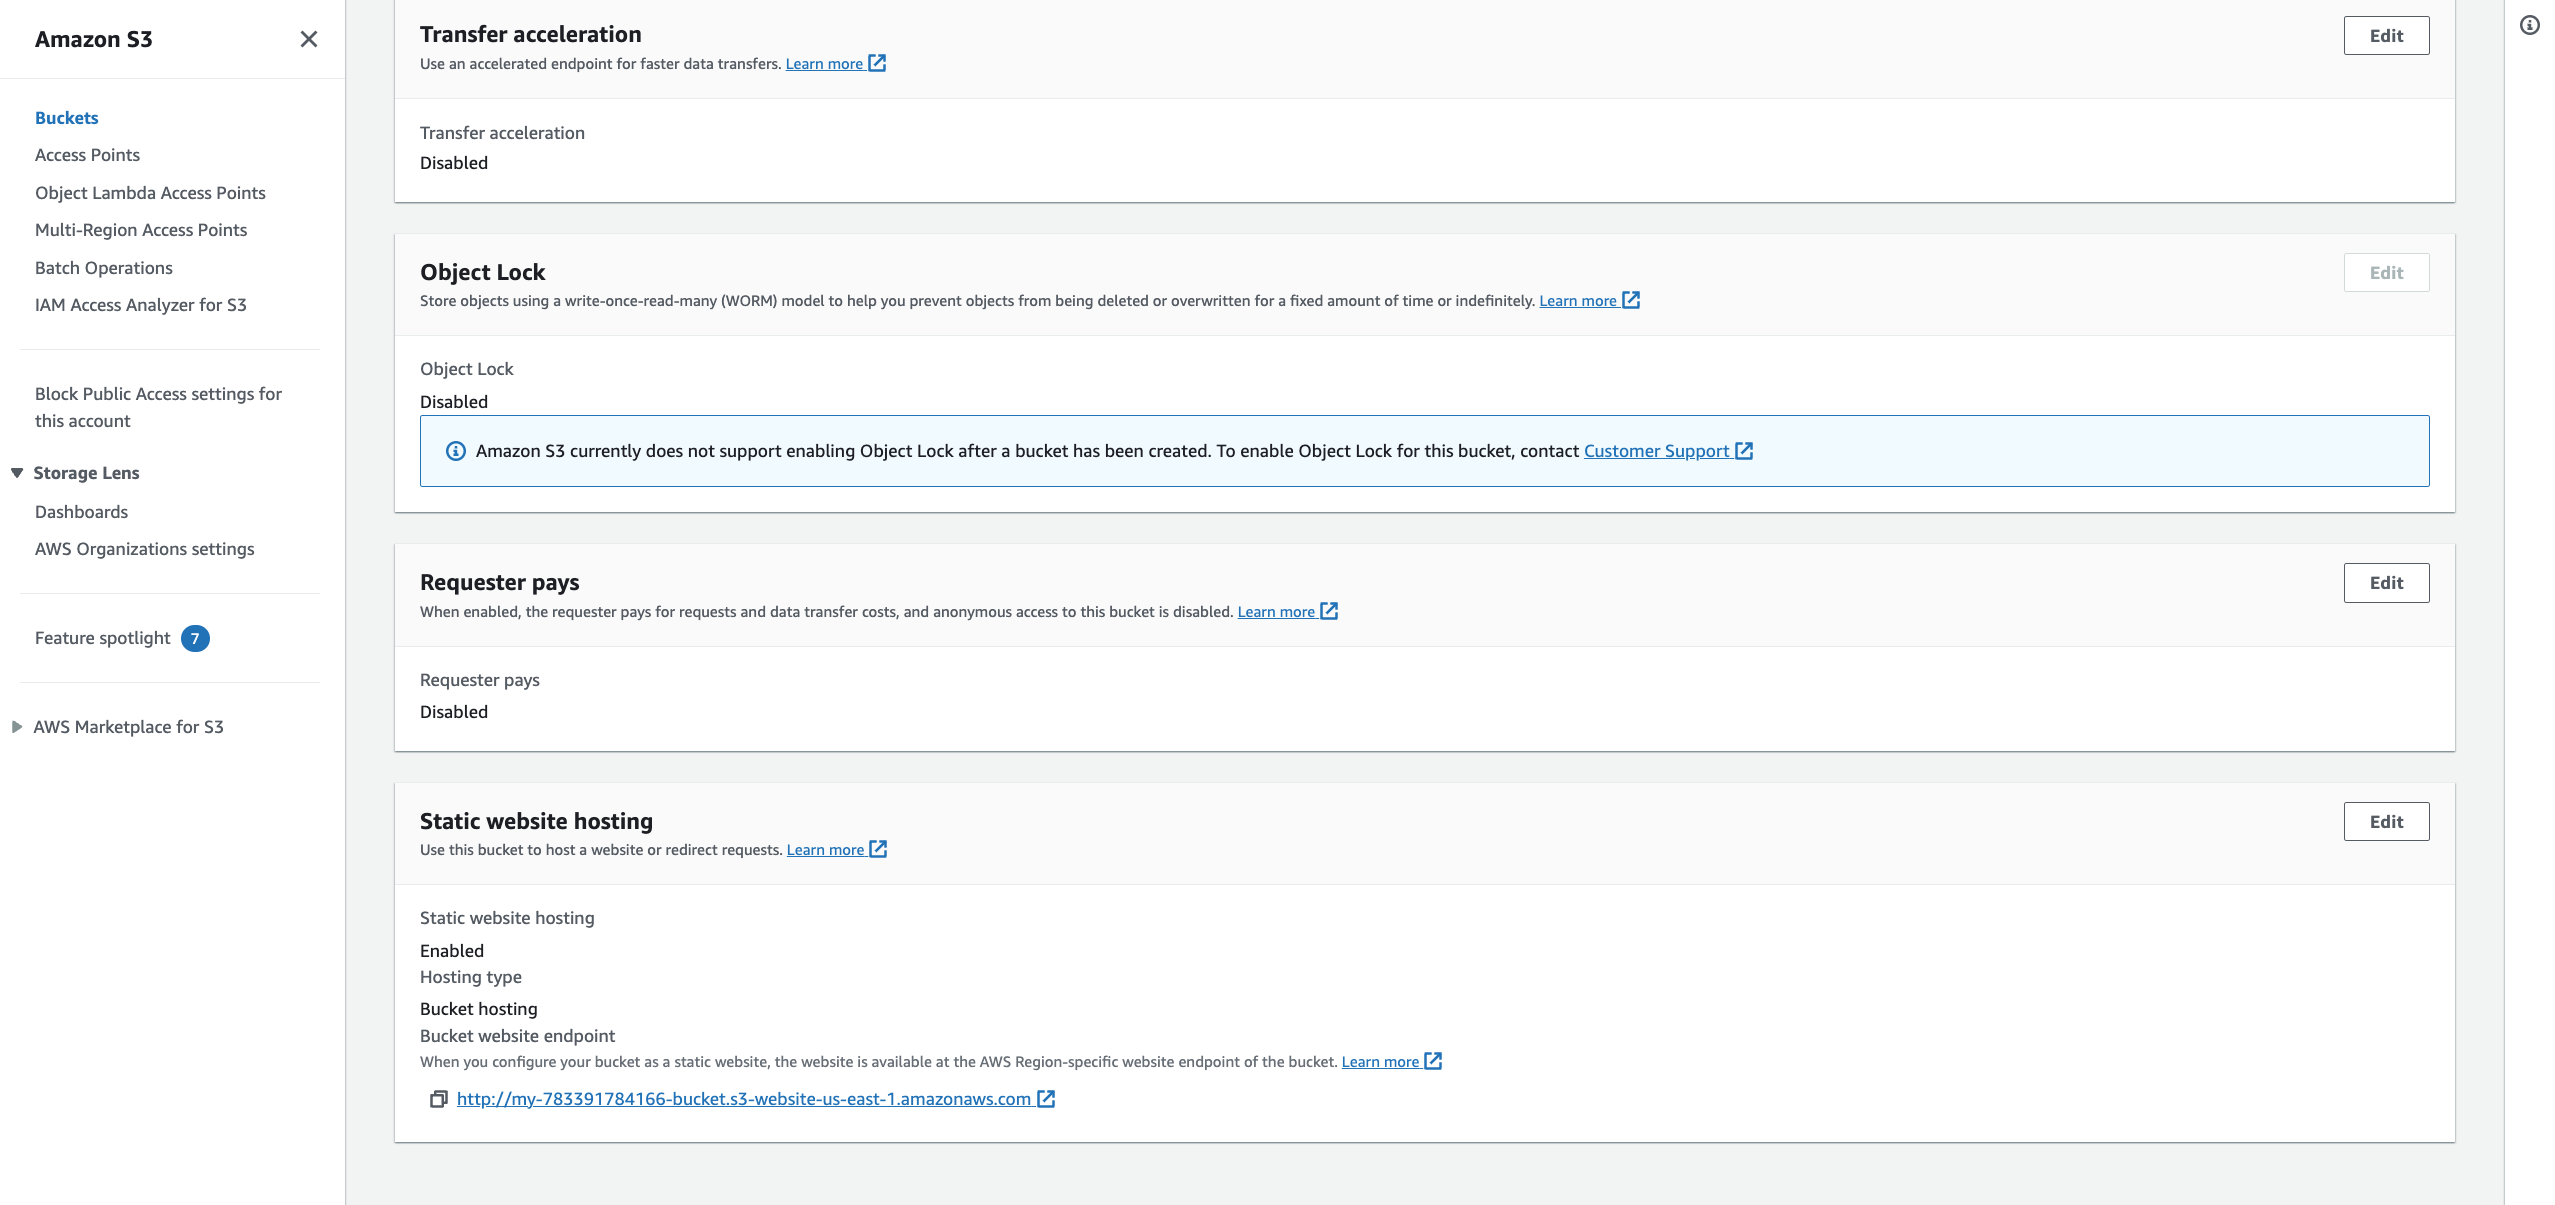 Amazon S3
Buckets
Access Points
Object Lambda Access Points
Multi-Region Access Points
Batch Operations
IAM Access Analyzer for S3
Block Public Access settings for
this account
Storage Lens
Dashboards
AWS Organizations settings
Feature spotlight 7
AWS Marketplace for S3
Transfer acceleration
Edit
Use an accelerated endpoint for faster data transfers. Learn more
Transfer acceleration
Disabled
Object Lock
Edit
Store objects using a write-once-read-many (WORM) model to help you prevent objects from being deleted or overwritten for a fixed amount of time or indefinitely. Learn more
Object Lock
Disabled
Amazon S3 currently does not support enabling Object Lock after a bucket has been created. To enable Object Lock for this bucket, contact Customer Support
Requester pays
Edit
When enabled, the requester pays for requests and data transfer costs, and anonymous access to this bucket is disabled. Learn more
Requester pays
Disabled
Static website hosting
Edit
Use this bucket to host a website or redirect requests. Learn more
Static website hosting
Enabled
Hosting type
Bucket hosting
Bucket website endpoint
When you configure your bucket as a static website, the website is available at the AWS Region-specific website endpoint of the bucket. Learn more
http://my-783391784166-bucket.s3-website-us-east-1.amazonaws.com